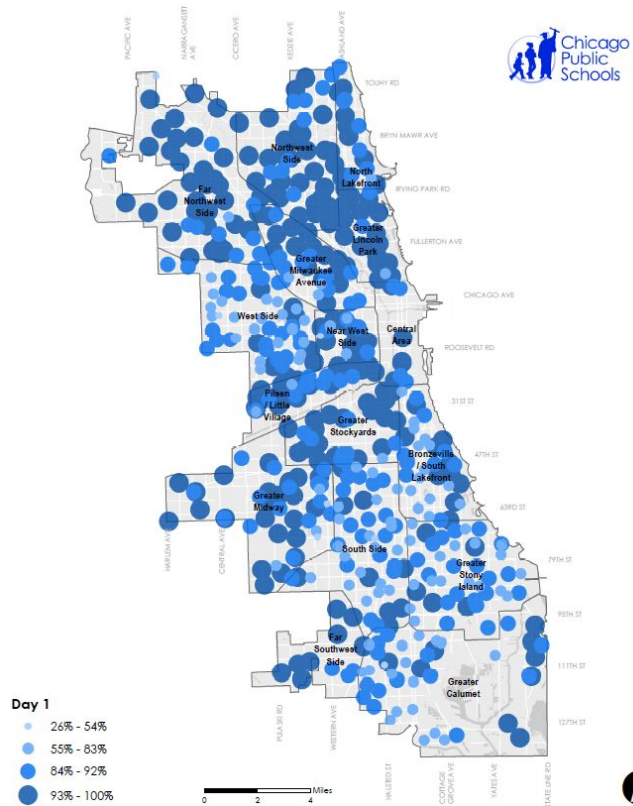 Chicago
Public
Schools
PACIFIC AVE
NARRAGANSETT
AVE
CICERO AVE
KEDZIE AVE
ASHLAND AVE
TOUHY RD
BRYN MAWR AVE
Northwest
Side
North
Lakefront
IRVING PARK RD
Far
Northwest
Side
Greater
Lincoln
Park
FULLERTON AVE
Greater
Milwaukee
Avenue
CHICAGO AVE
West Side
Near West
Side
Central
Area
ROOSEVELT RD
Pilsen
/ Little
Village
31ST ST
Greater
Stockyards
47TH ST
Bronzeville
/ South
Lakefront
Greater
Midway
63RD ST
HARLEM AVE
CENTRAL AVE
South Side
79TH ST
Greater
Stony
Island
95TH ST
Far
Southwest
Side
111TH ST
Greater
Calumet
127TH ST
PULASKI RD
WESTERN AVE
HALSTED ST
COTTAGE
GROVE AVE
YATES AVE
STATE LINE RD
Day 1
26% - 54%
55% - 83%
84% - 92%
93% - 100%
Miles
0 2 4